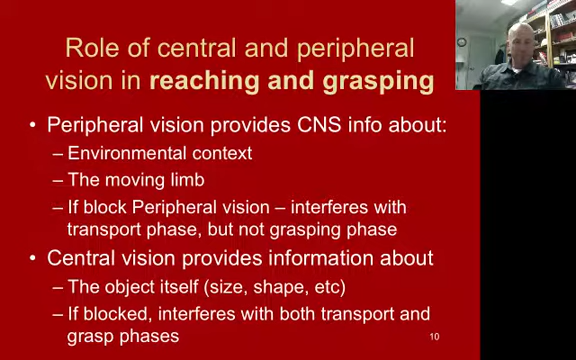 Role of central and peripheral
vision in reaching and grasping
• Peripheral vision provides CNS info about:
– Environmental context
– The moving limb
– If block Peripheral vision – interferes with
transport phase, but not grasping phase
• Central vision provides information about
– The object itself (size, shape, etc)
– If blocked, interferes with both transport and
grasp phases
10